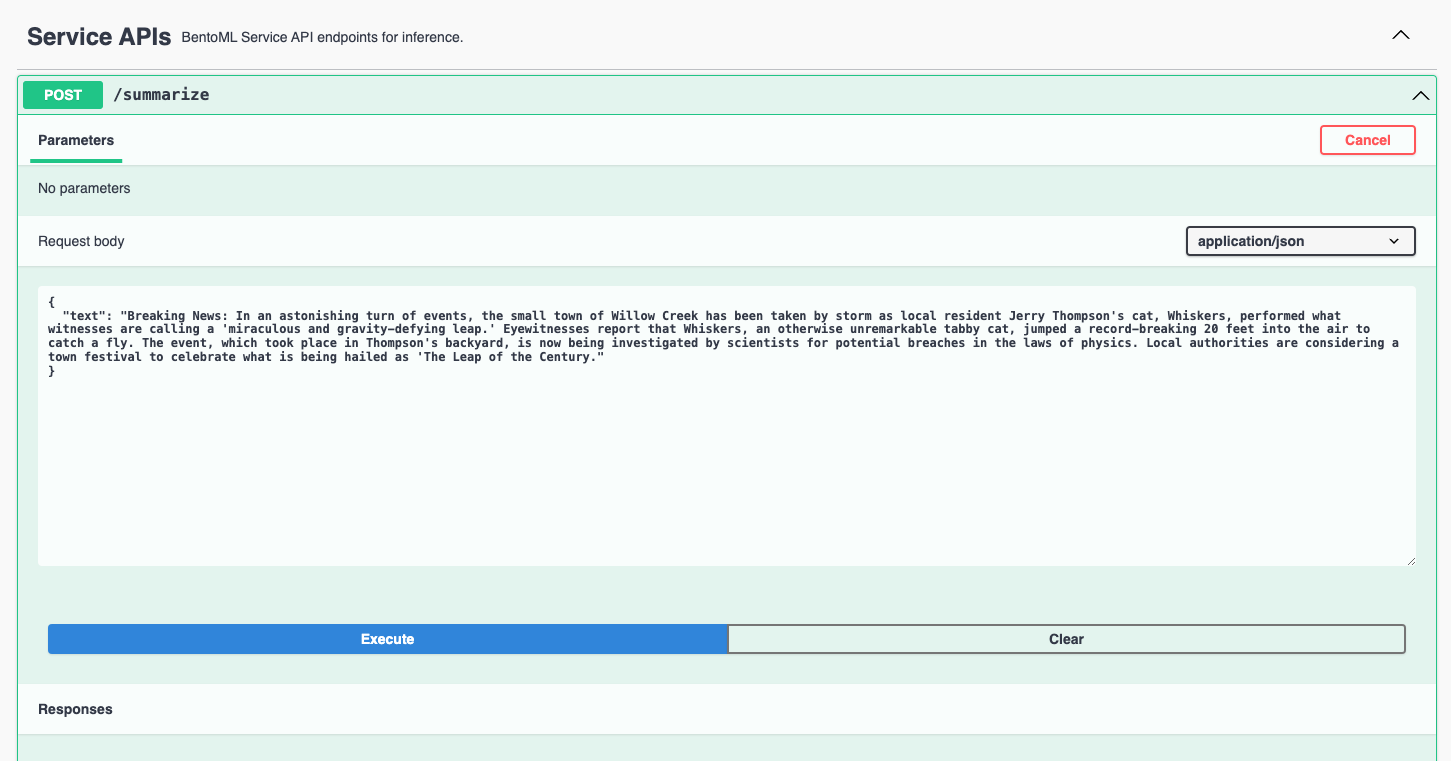 Service APIs BentoML Service API endpoints for inference.
POST /summarize
Parameters
Cancel
No parameters
Request body
application/json
{
  "text": "Breaking News: In an astonishing turn of events, the small town of Willow Creek has been taken by storm as local resident Jerry Thompson's cat, Whiskers, performed what
witnesses are calling a 'miraculous and gravity-defying leap.' Eyewitnesses report that Whiskers, an otherwise unremarkable tabby cat, jumped a record-breaking 20 feet into the air to
catch a fly. The event, which took place in Thompson's backyard, is now being investigated by scientists for potential breaches in the laws of physics. Local authorities are considering a
town festival to celebrate what is being hailed as 'The Leap of the Century."
}
Execute
Clear
Responses